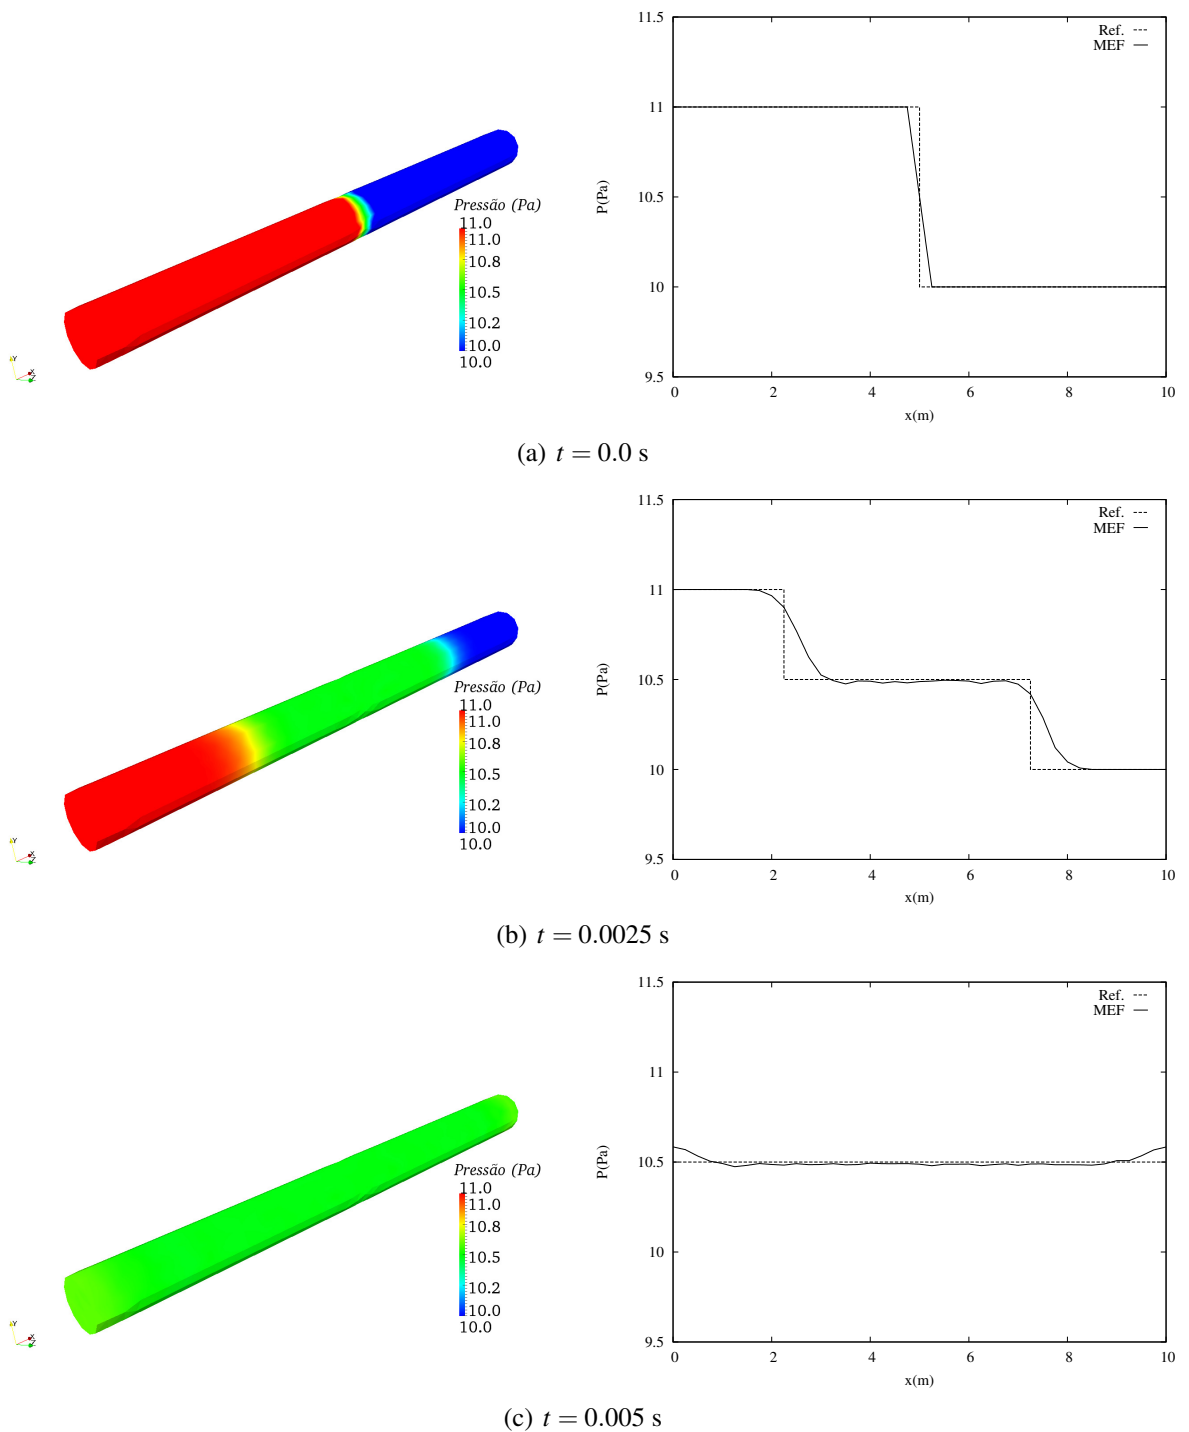 Pressão (Pa)
11.0
11.0
10.8
10.5
10.2
10.0
10.0
Y
X
Z
11.5
11
10.5
10
9.5
P(Pa)
Ref.
MEF
0 2 4 6 8 10
x(m)
(a) t = 0.0 s
Pressão (Pa)
11.0
11.0
10.8
10.5
10.2
10.0
10.0
Y
X
Z
11.5
11
10.5
10
9.5
P(Pa)
Ref.
MEF
0 2 4 6 8 10
x(m)
(b) t = 0.0025 s
Pressão (Pa)
11.0
11.0
10.8
10.5
10.2
10.0
10.0
Y
X
Z
11.5
11
10.5
10
9.5
P(Pa)
Ref.
MEF
0 2 4 6 8 10
x(m)
(c) t = 0.005 s